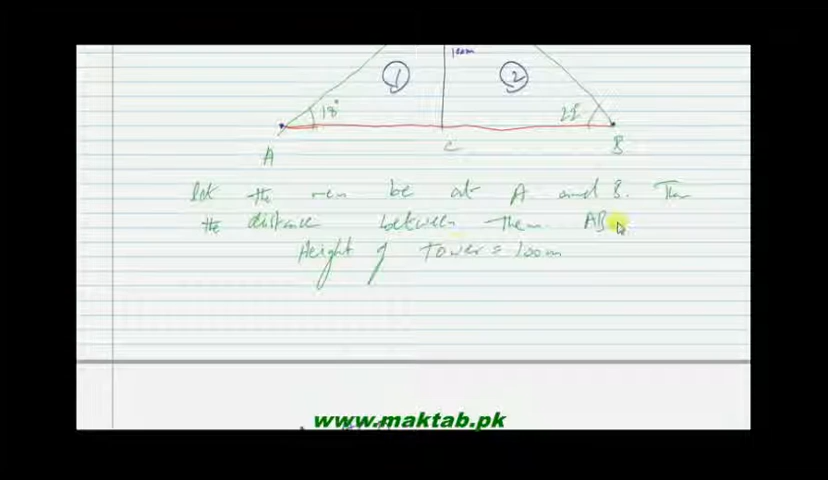 100m
1
2
18°
A
C
B
let the men be at A and B. Then
the distance between them AB
Height of Tower = 100m
www.maktab.pk